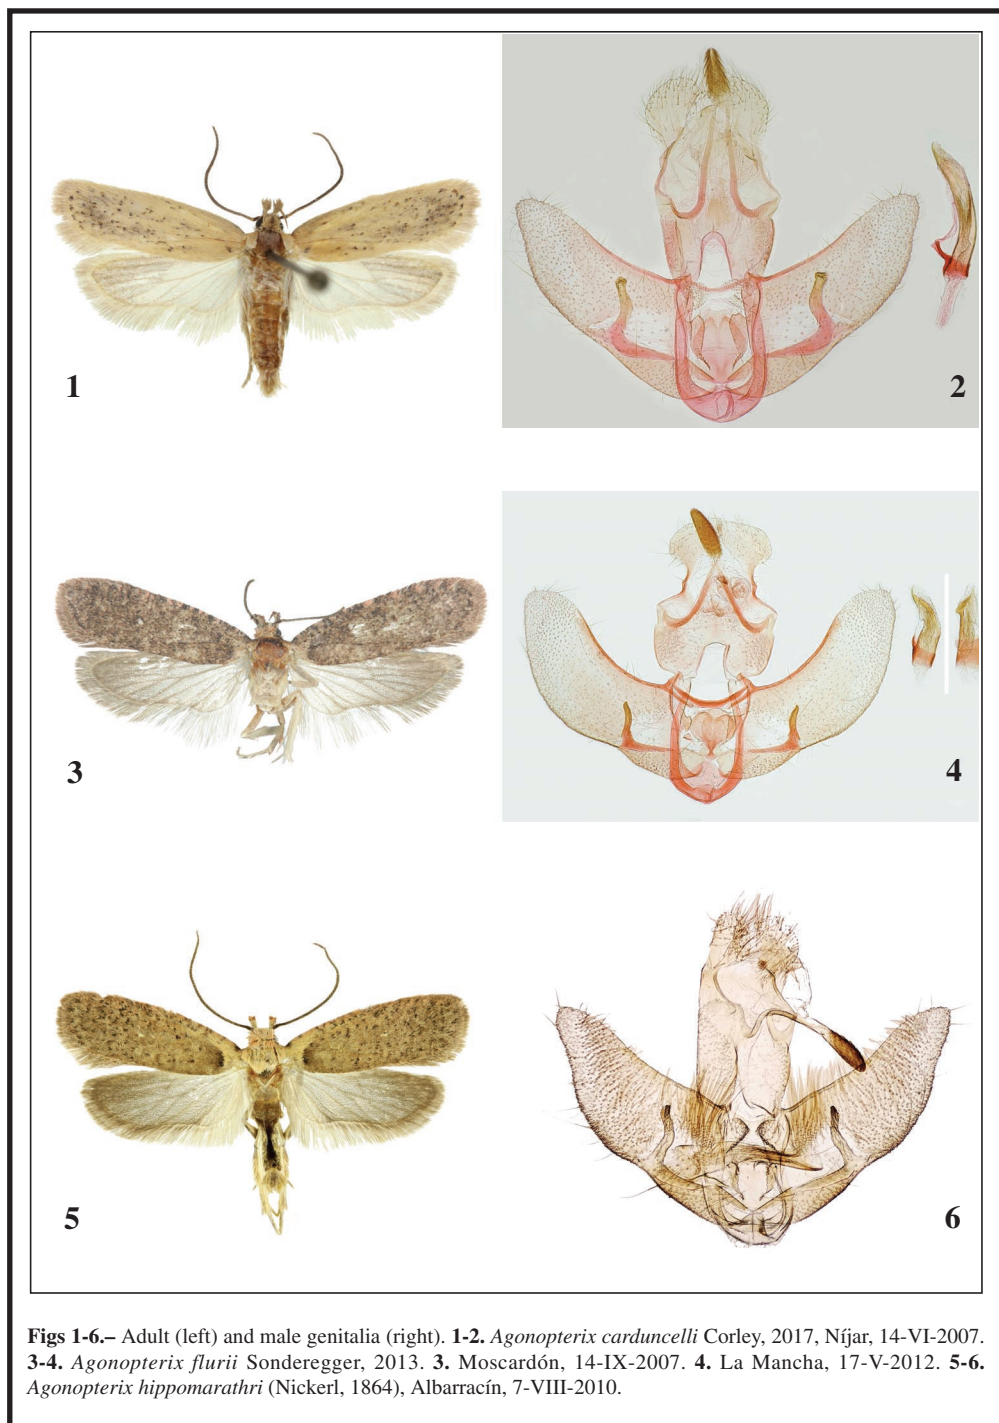 1
2
3
4
5
6
Figs 1-6.– Adult (left) and male genitalia (right). 1-2. Agonopterix carduncelli Corley, 2017, Níjar, 14-VI-2007.
3-4. Agonopterix flurii Sonderegger, 2013. 3. Moscardón, 14-IX-2007. 4. La Mancha, 17-V-2012. 5-6.
Agonopterix hippomarathri (Nickerl, 1864), Albarracín, 7-VIII-2010.